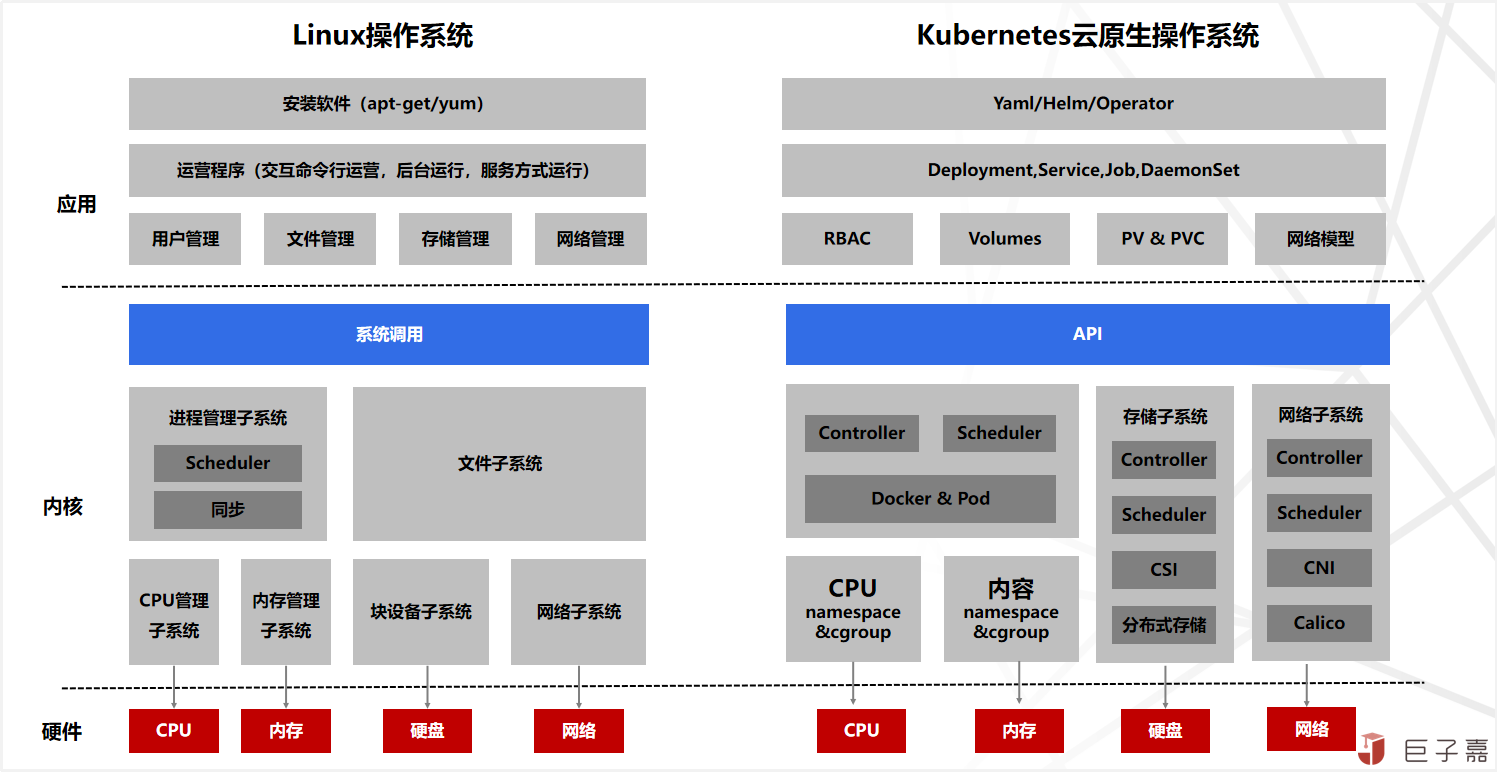 Linux操作系统
Kubernetes云原生操作系统
安装软件（apt-get/yum）
Yaml/Helm/Operator
运营程序（交互命令行运营，后台运行，服务方式运行）
Deployment,Service,Job,DaemonSet
应用
用户管理
文件管理
存储管理
网络管理
RBAC
Volumes
PV & PVC
网络模型
系统调用
API
内核
进程管理子系统
Scheduler
同步
文件子系统
CPU管理
子系统
内存管理
子系统
块设备子系统
网络子系统
Controller
Scheduler
Docker & Pod
CPU
namespace
&cgroup
内容
namespace
&cgroup
存储子系统
Controller
Scheduler
CSI
分布式存储
网络子系统
Controller
Scheduler
CNI
Calico
硬件
CPU
内存
硬盘
网络
CPU
内存
硬盘
网络
巨子嘉